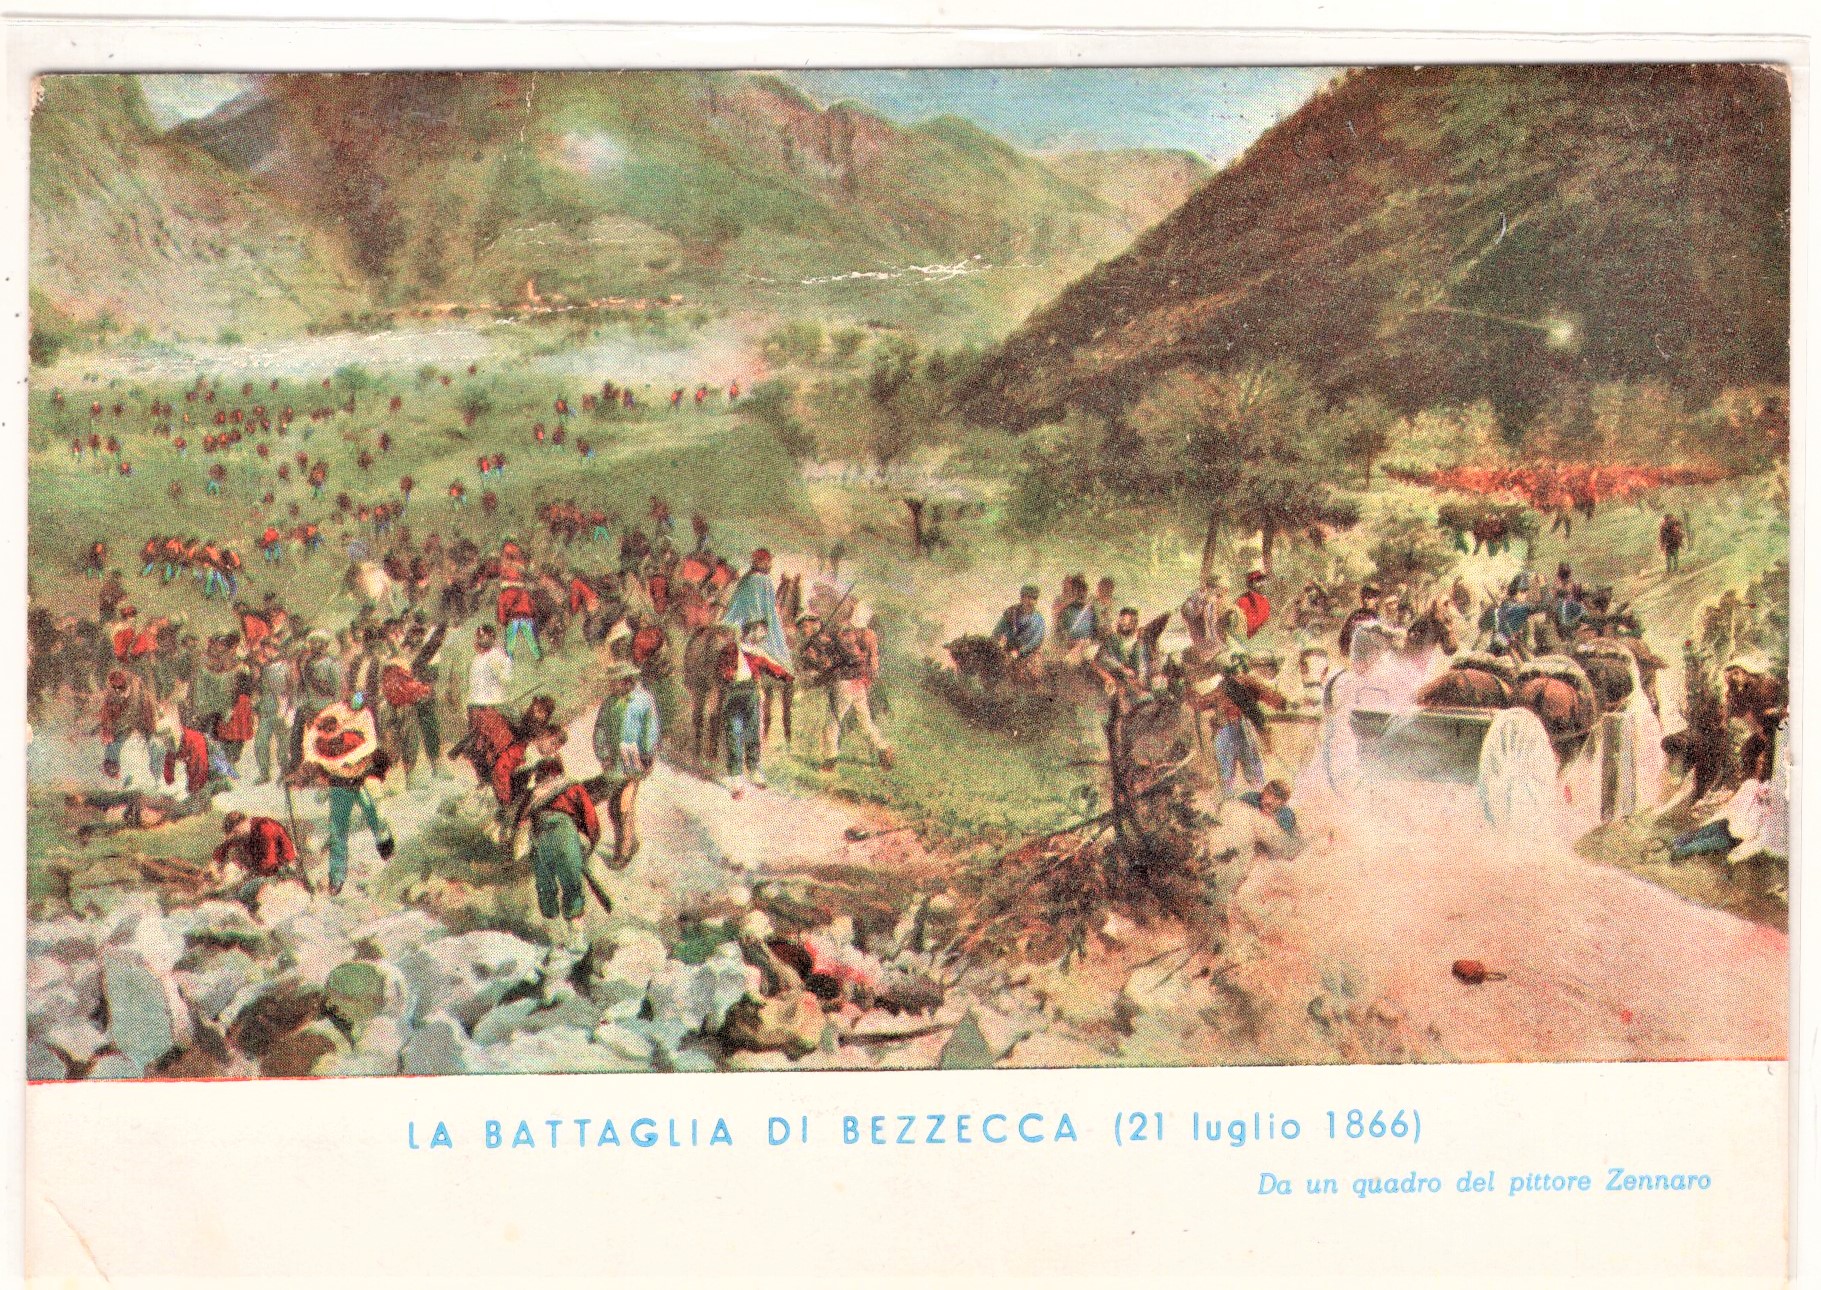 LA BATTAGLIA DI BEZZECCA (21 luglio 1866)
Da un quadro del pittore Zennaro